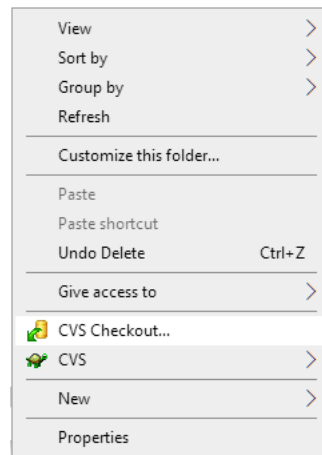 View
Sort by
Group by
Refresh
Customize this folder...
Paste
Paste shortcut
Undo Delete Ctrl+Z
Give access to
CVS Checkout...
CVS
New
Properties